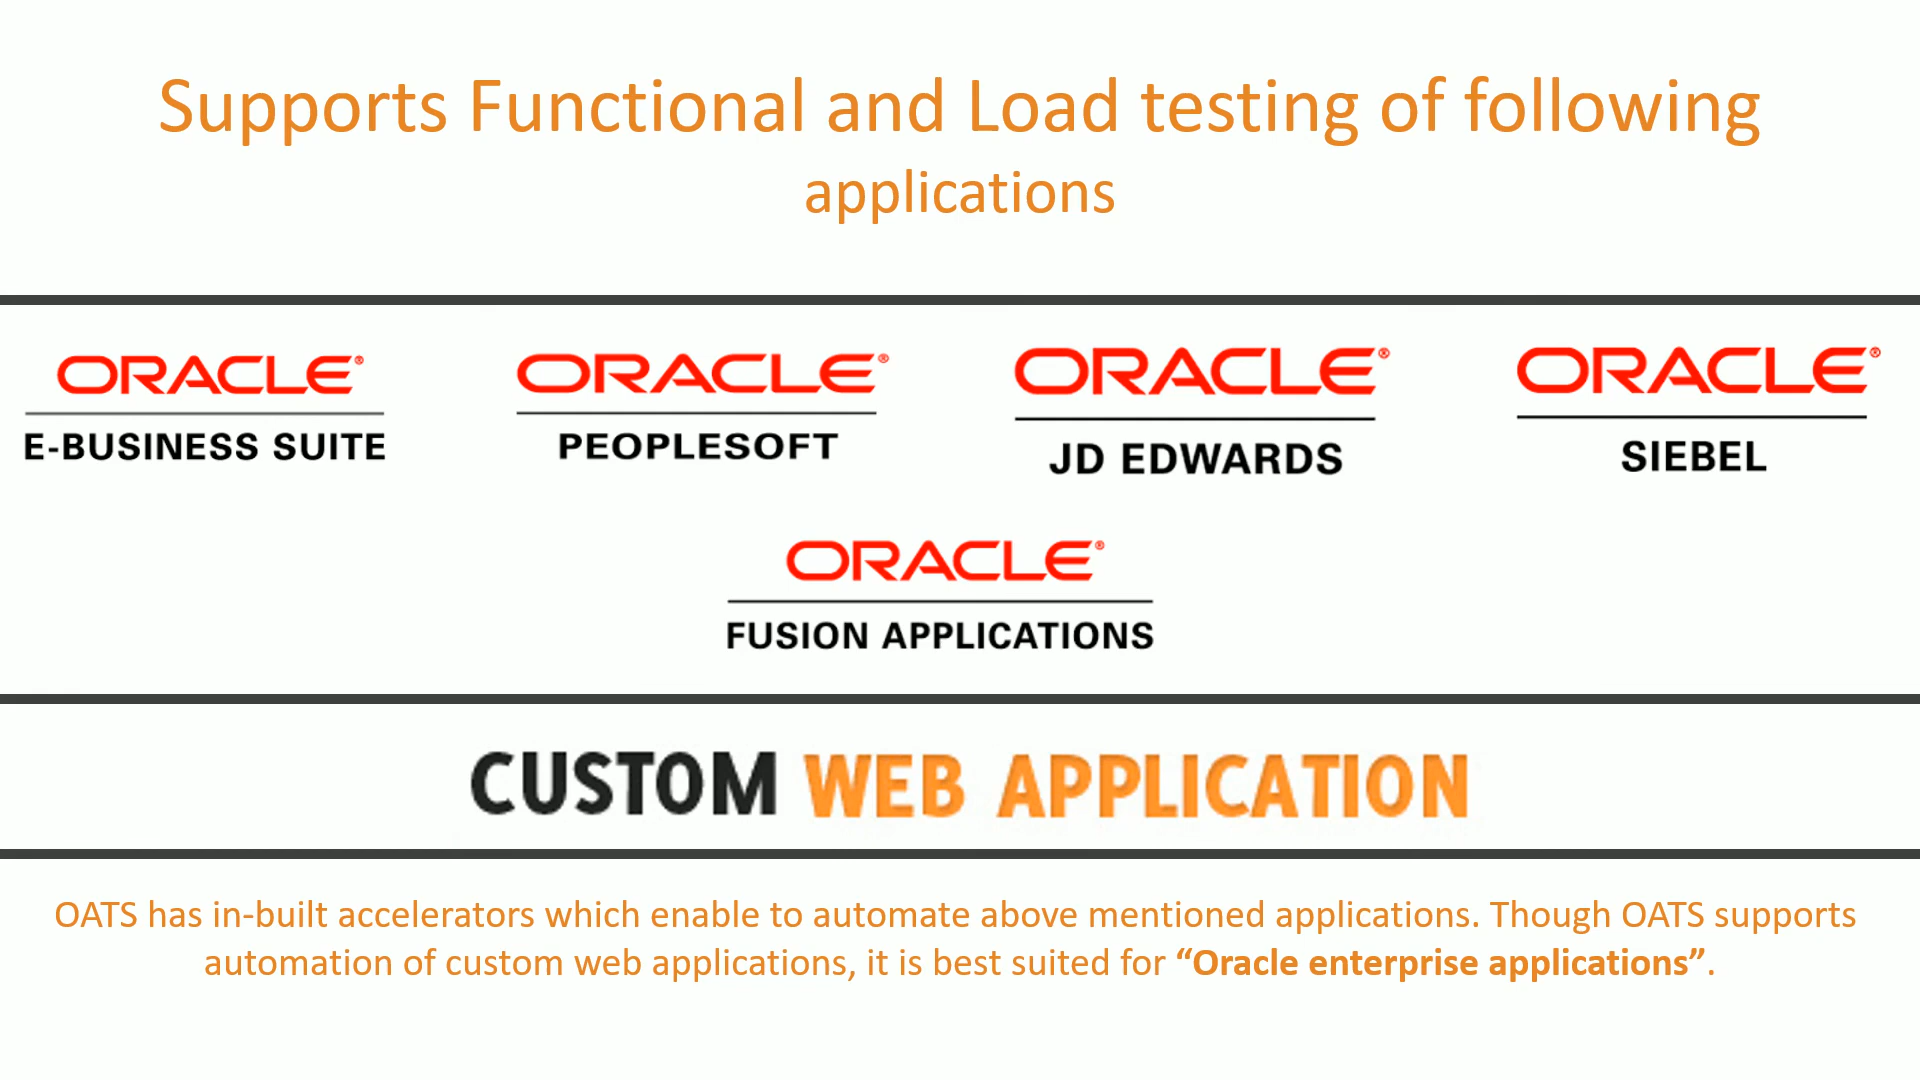 Supports Functional and Load testing of following
applications
ORACLE®
E-BUSINESS SUITE
ORACLE®
PEOPLESOFT
ORACLE®
JD EDWARDS
ORACLE®
SIEBEL
ORACLE®
FUSION APPLICATIONS
CUSTOM WEB APPLICATION
OATS has in-built accelerators which enable to automate above mentioned applications. Though OATS supports
automation of custom web applications, it is best suited for “Oracle enterprise applications”.